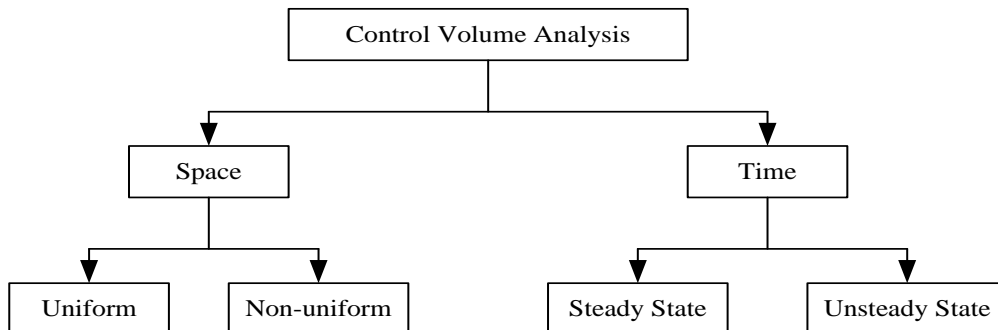 Control Volume Analysis
Space
Time
Uniform
Non-uniform
Steady State
Unsteady State